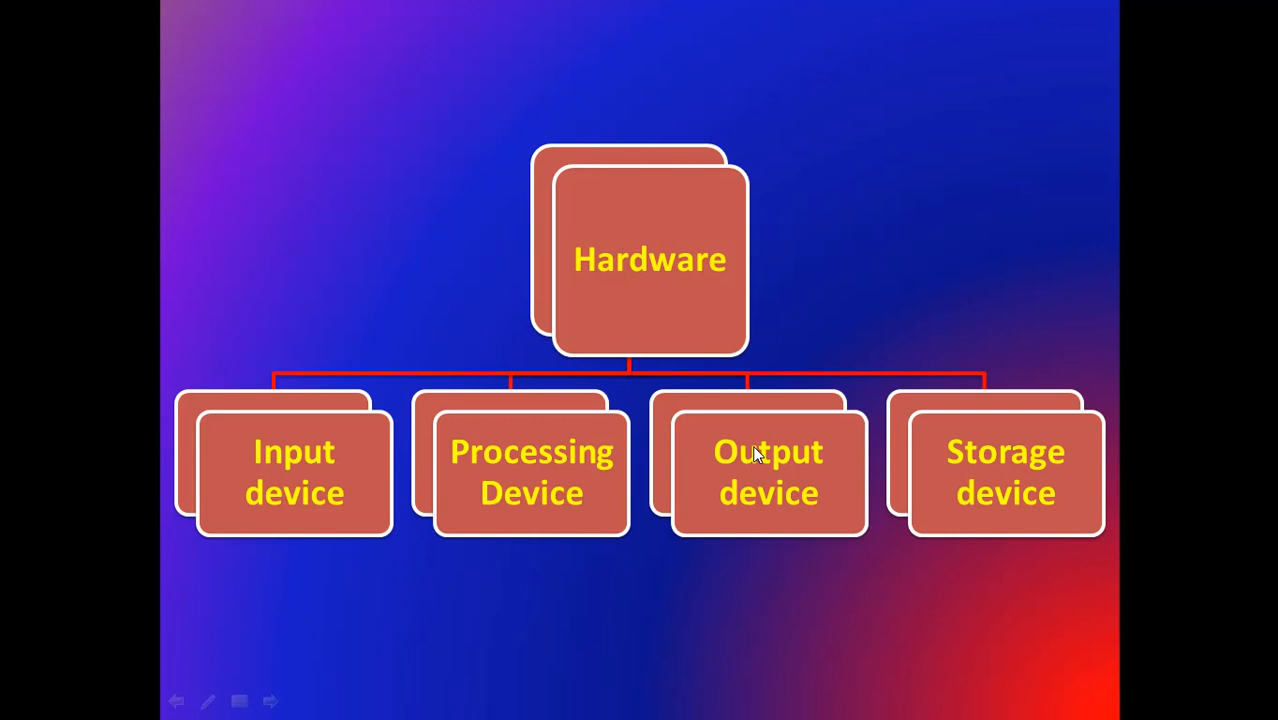 Hardware
Input
device
Processing
Device
Output
device
Storage
device